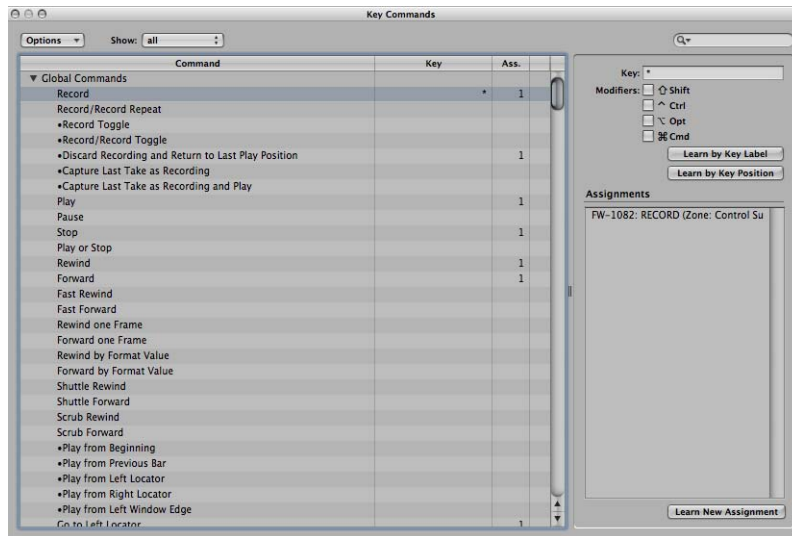 Key Commands
Options Show: all
Command Key Ass.
Global Commands
Record * 1
Record/Record Repeat
•Record Toggle
•Record/Record Toggle
•Discard Recording and Return to Last Play Position 1
•Capture Last Take as Recording
•Capture Last Take as Recording and Play
Play 1
Pause
Stop 1
Play or Stop
Rewind 1
Forward 1
Fast Rewind
Fast Forward
Rewind one Frame
Forward one Frame
Rewind by Format Value
Forward by Format Value
Shuttle Rewind
Shuttle Forward
Scrub Rewind
Scrub Forward
•Play from Beginning
•Play from Previous Bar
•Play from Left Locator
•Play from Right Locator
•Play from Left Window Edge
Go to Left Locator 1
Key: *
Modifiers: ⇧ Shift
^ Ctrl
⌥ Opt
⌘ Cmd
Learn by Key Label
Learn by Key Position
Assignments
FW-1082: RECORD (Zone: Control Su
Learn New Assignment